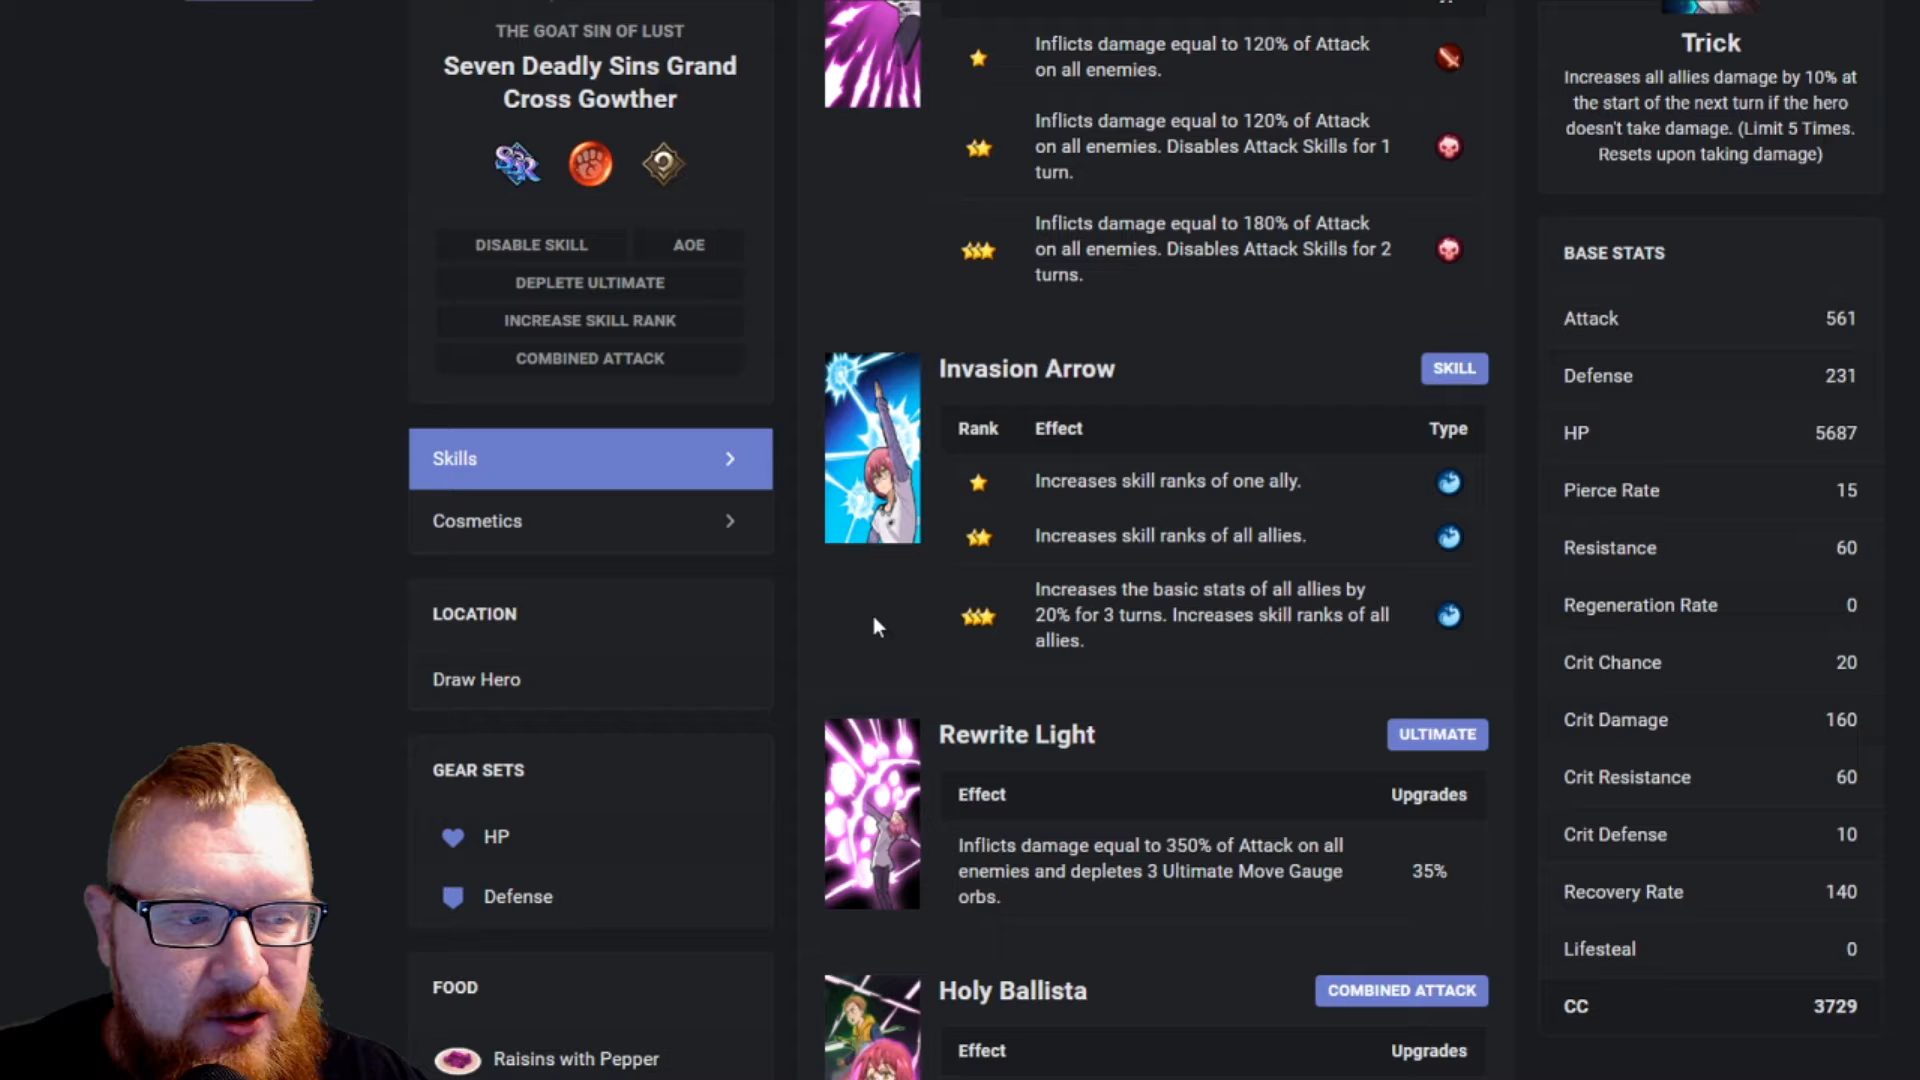 THE GOAT SIN OF LUST
Seven Deadly Sins Grand
Cross Gowther
SSR
DISABLE SKILL
AOE
DEPLETE ULTIMATE
INCREASE SKILL RANK
COMBINED ATTACK
Skills
Cosmetics
LOCATION
Draw Hero
GEAR SETS
HP
Defense
FOOD
Raisins with Pepper
Inflicts damage equal to 120% of Attack
on all enemies.
Inflicts damage equal to 120% of Attack
on all enemies. Disables Attack Skills for 1
turn.
Inflicts damage equal to 180% of Attack
on all enemies. Disables Attack Skills for 2
turns.
Invasion Arrow
SKILL
Rank Effect Type
Increases skill ranks of one ally.
Increases skill ranks of all allies.
Increases the basic stats of all allies by
20% for 3 turns. Increases skill ranks of all
allies.
Rewrite Light
ULTIMATE
Effect Upgrades
Inflicts damage equal to 350% of Attack on all
enemies and depletes 3 Ultimate Move Gauge
orbs.
35%
Holy Ballista
COMBINED ATTACK
Effect Upgrades
Trick
Increases all allies damage by 10% at
the start of the next turn if the hero
doesn't take damage. (Limit 5 Times.
Resets upon taking damage)
BASE STATS
Attack 561
Defense 231
HP 5687
Pierce Rate 15
Resistance 60
Regeneration Rate 0
Crit Chance 20
Crit Damage 160
Crit Resistance 60
Crit Defense 10
Recovery Rate 140
Lifesteal 0
CC 3729